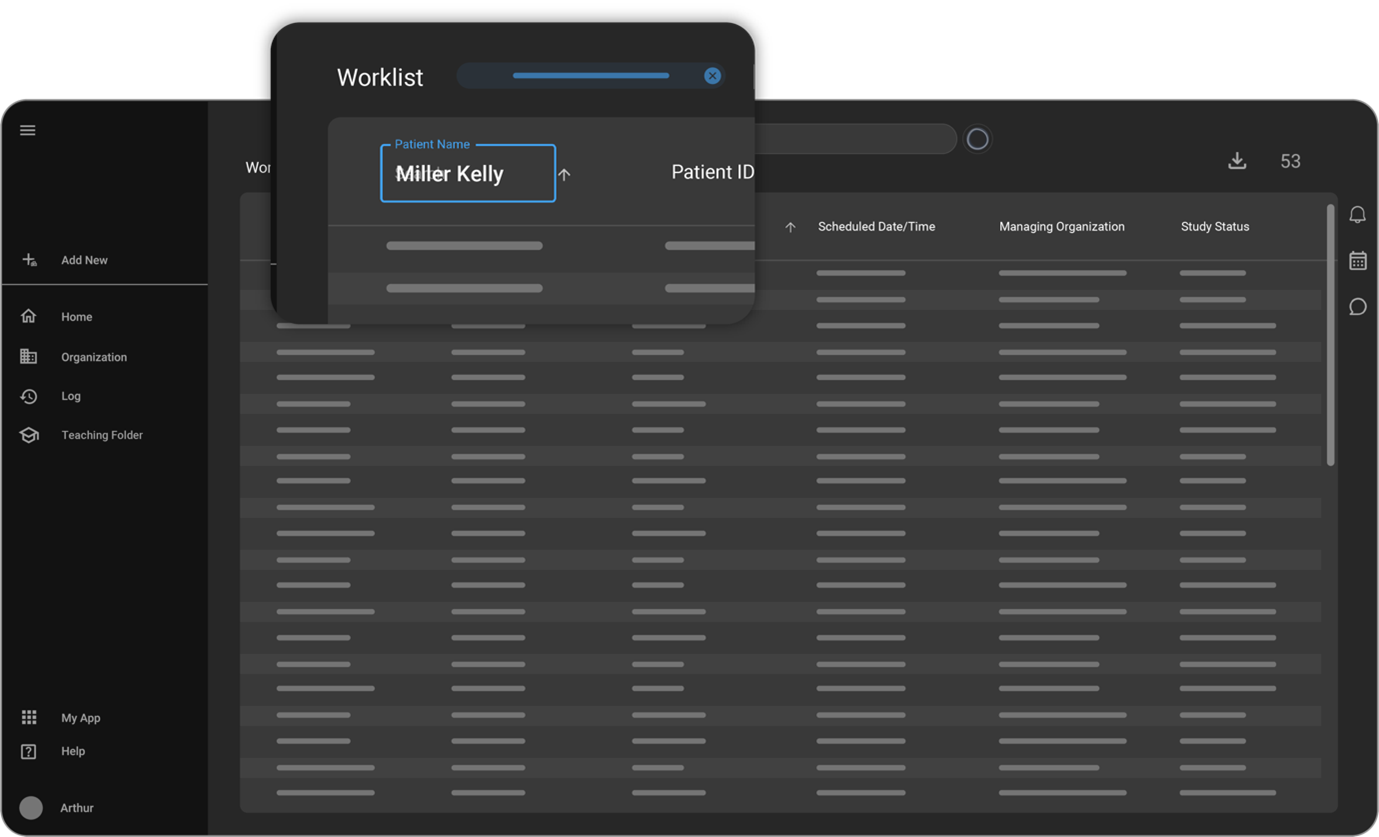 Worklist
Patient Name
Miller Kelly
Patient ID
Wor
53
Scheduled Date/Time
Managing Organization
Study Status
Add New
Home
Organization
Log
Teaching Folder
My App
Help
Arthur